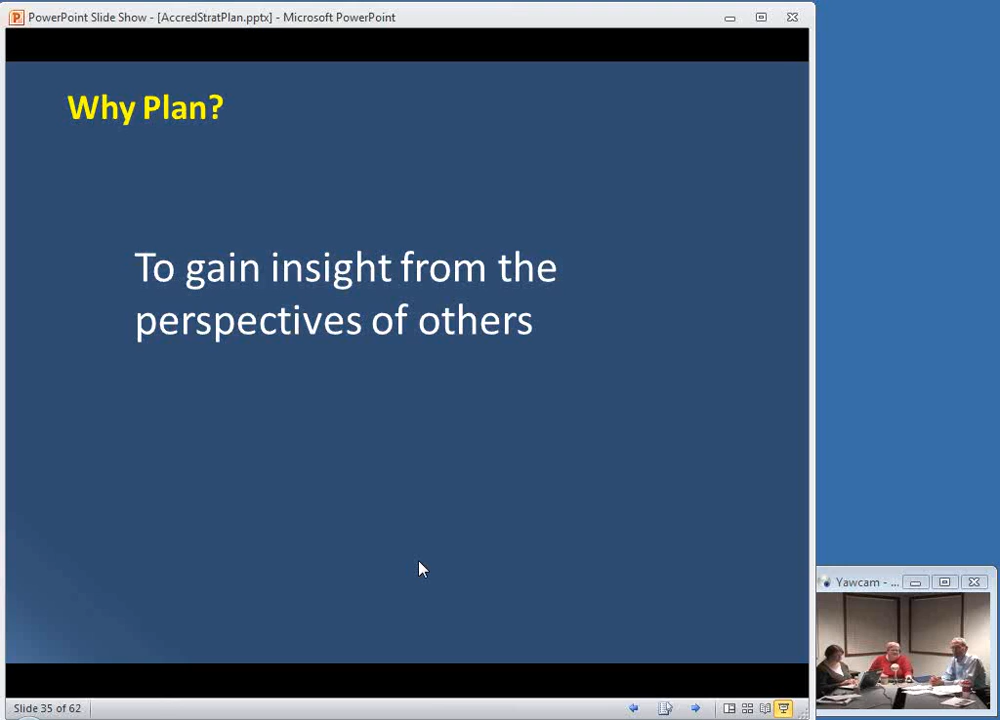 PowerPoint Slide Show - [AccredStratPlan.pptx] - Microsoft PowerPoint
Why Plan?
To gain insight from the
perspectives of others
Yawcam - ...
Slide 35 of 62